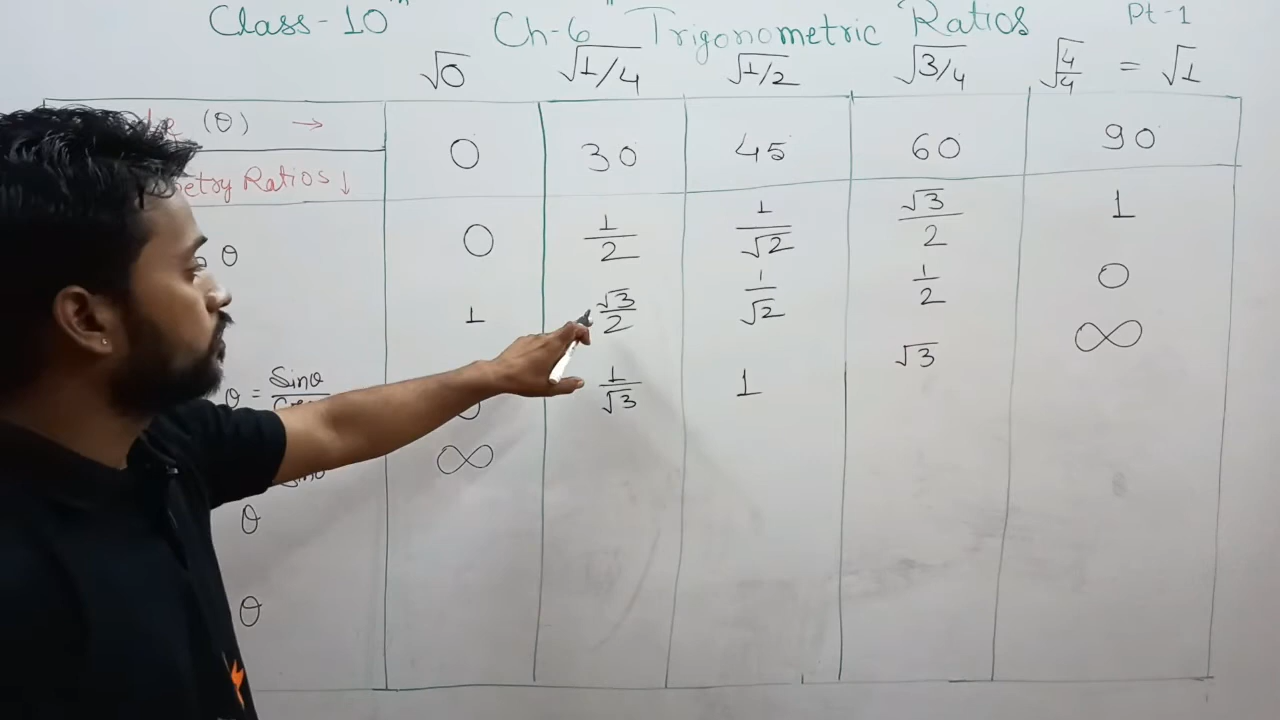 Class-10th Ch-6 "Trigonometric Ratios Pt-1
√0 √1/4 √1/2 √3/4 √4/4 = √1
(θ) → 0 30 45 60 90
Ratios ↓
θ 0 1/2 1/√2 √3/2 1
1 √3/2 1/√2 1/2 0
θ = Sinθ 1/√3 1 √3 ∞
∞
θ
θ